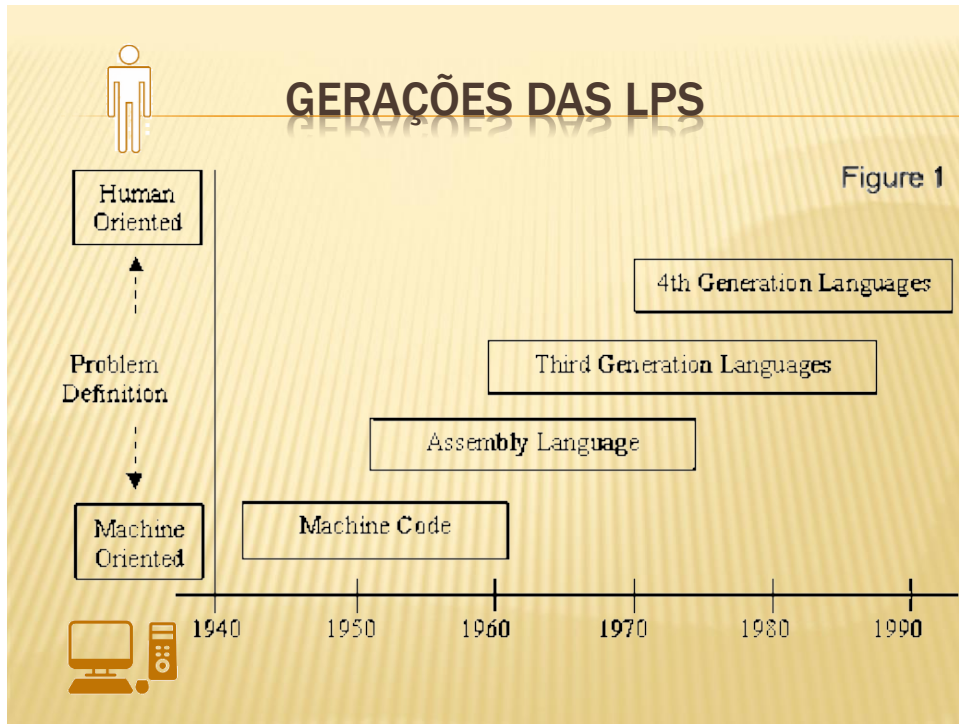 GERAÇÕES DAS LPS
Figure 1
Human
Oriented
4th Generation Languages
Problem
Definition
Third Generation Languages
Assembly Language
Machine
Oriented
Machine Code
1940 1950 1960 1970 1980 1990